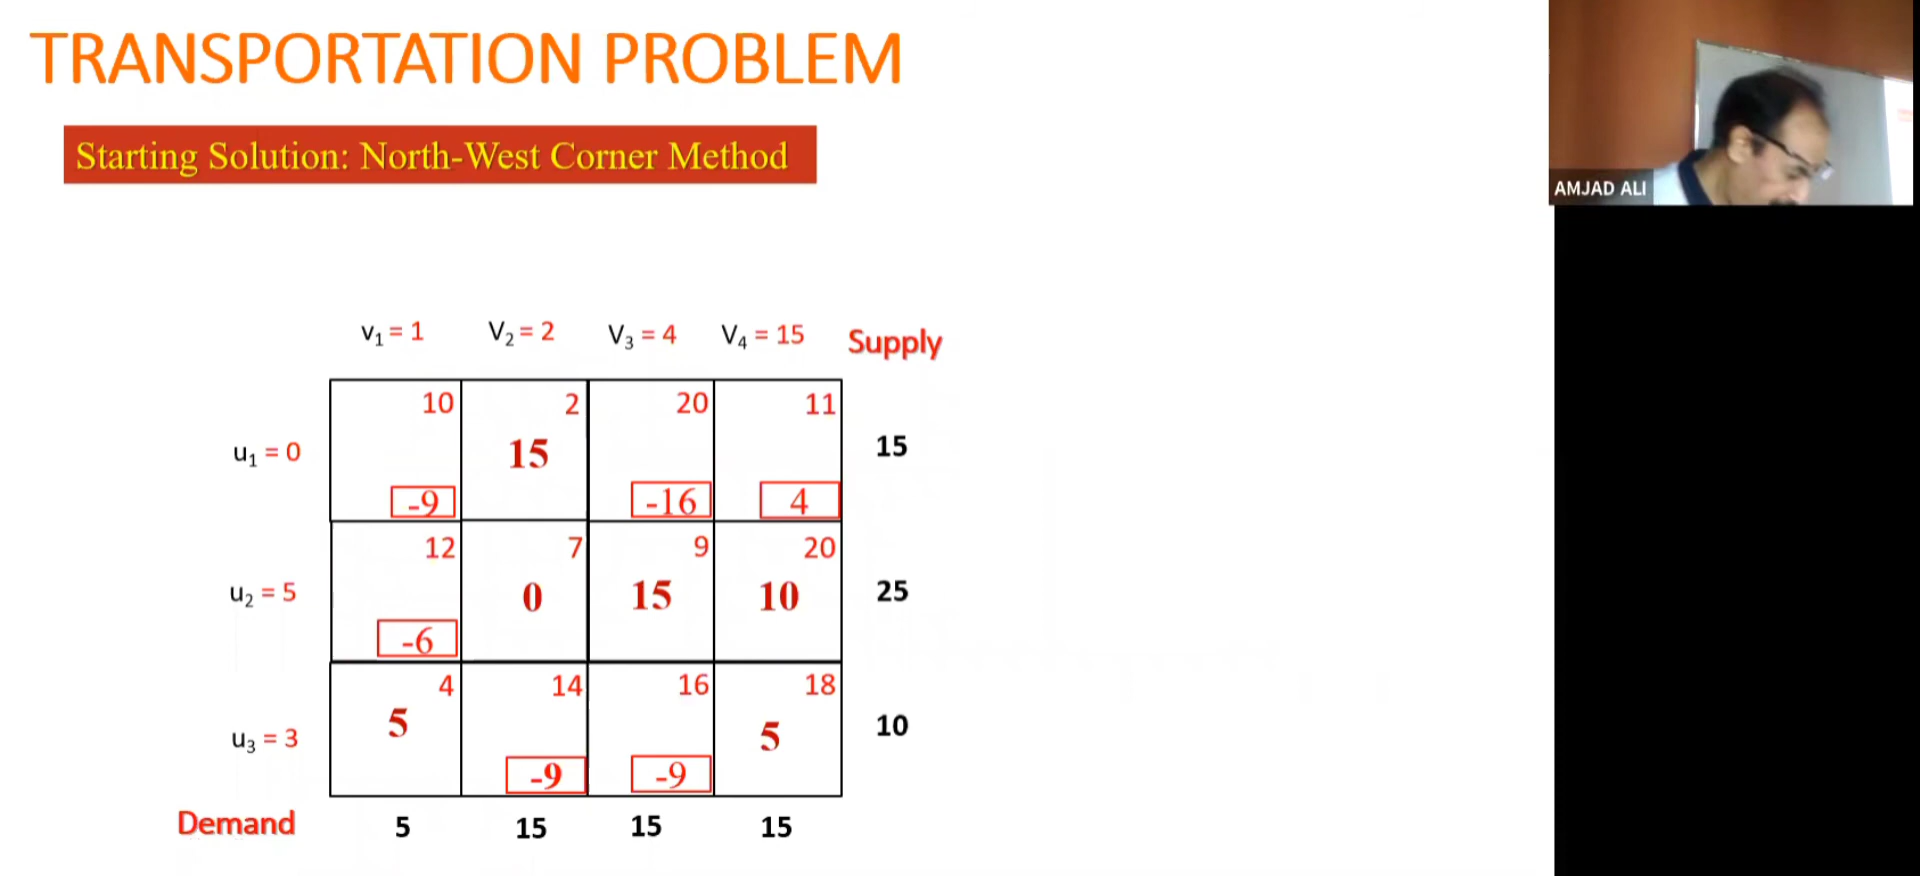 TRANSPORTATION PROBLEM
Starting Solution: North-West Corner Method
AMJAD ALI
v₁ = 1 V₂ = 2 V₃ = 4 V₄ = 15 Supply
10 2 20 11
u₁ = 0 15 15
-9 -16 4
12 7 9 20
u₂ = 5 0 15 10 25
-6
4 14 16 18
u₃ = 3 5 5 10
-9 -9
Demand 5 15 15 15